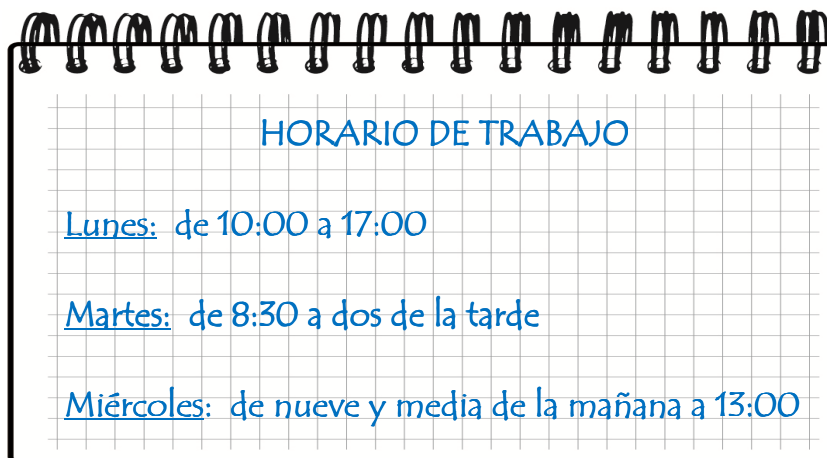 HORARIO DE TRABAJO
Lunes: de 10:00 a 17:00
Martes: de 8:30 a dos de la tarde
Miércoles: de nueve y media de la mañana a 13:00